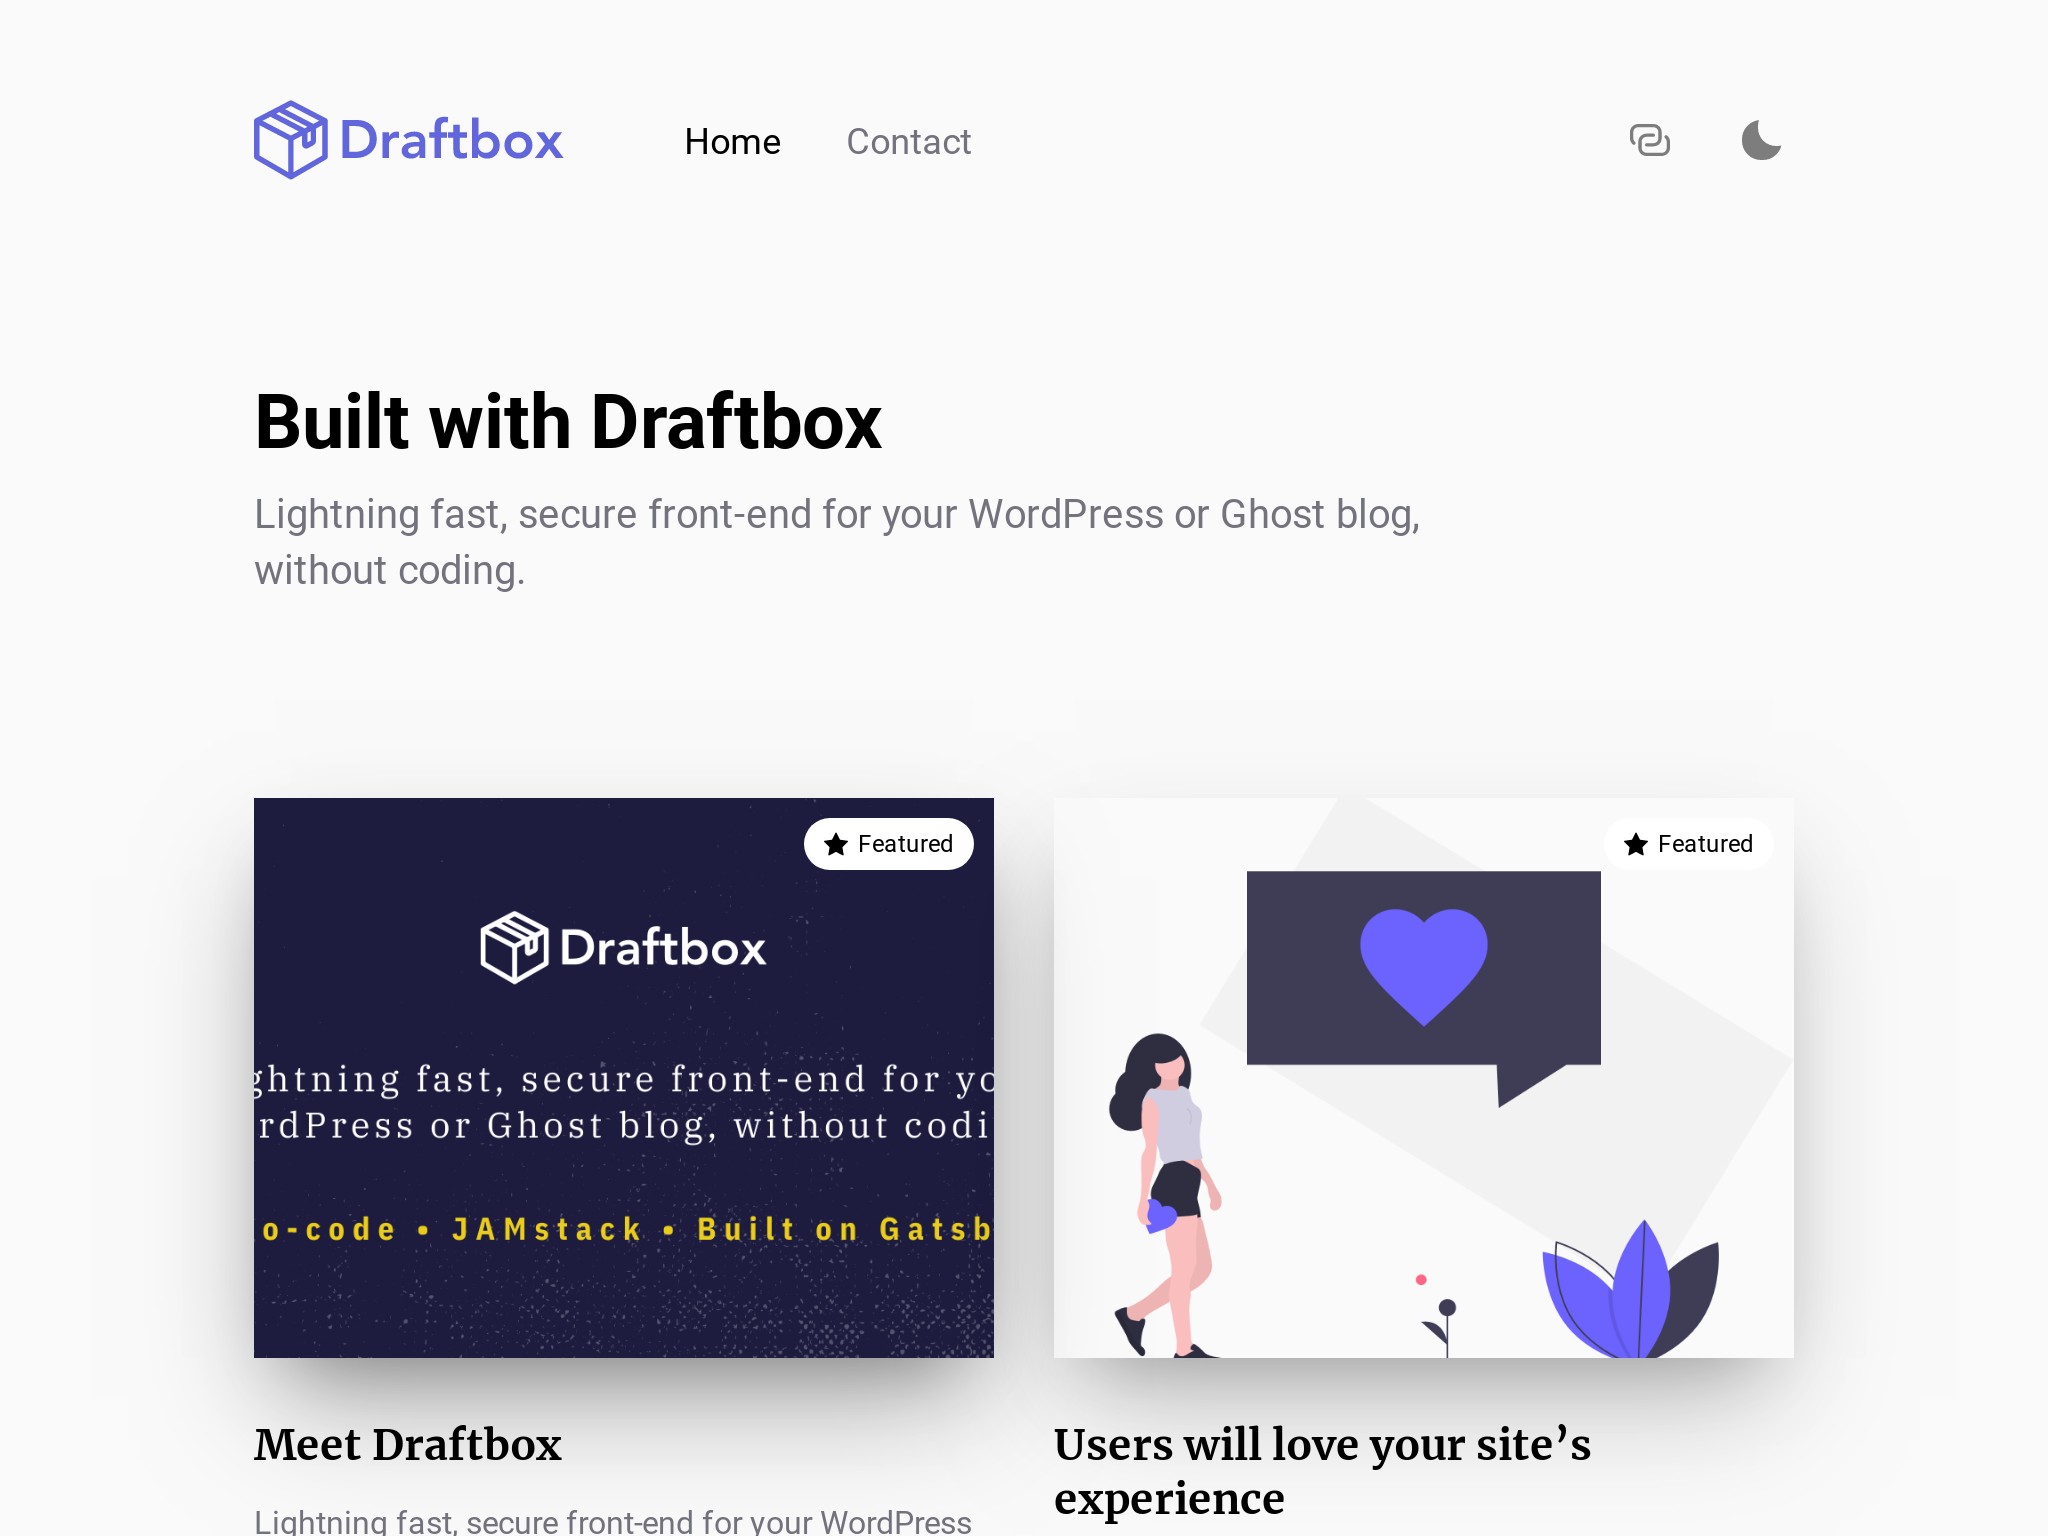 Draftbox
Home
Contact
Built with Draftbox
Lightning fast, secure front-end for your WordPress or Ghost blog,
without coding.
Featured
Draftbox
ghtning fast, secure front-end for yo
rdPress or Ghost blog, without codi
o-code • JAMstack • Built on Gatsb
Featured
Meet Draftbox
Lightning fast, secure front-end for your WordPress
Users will love your site’s
experience